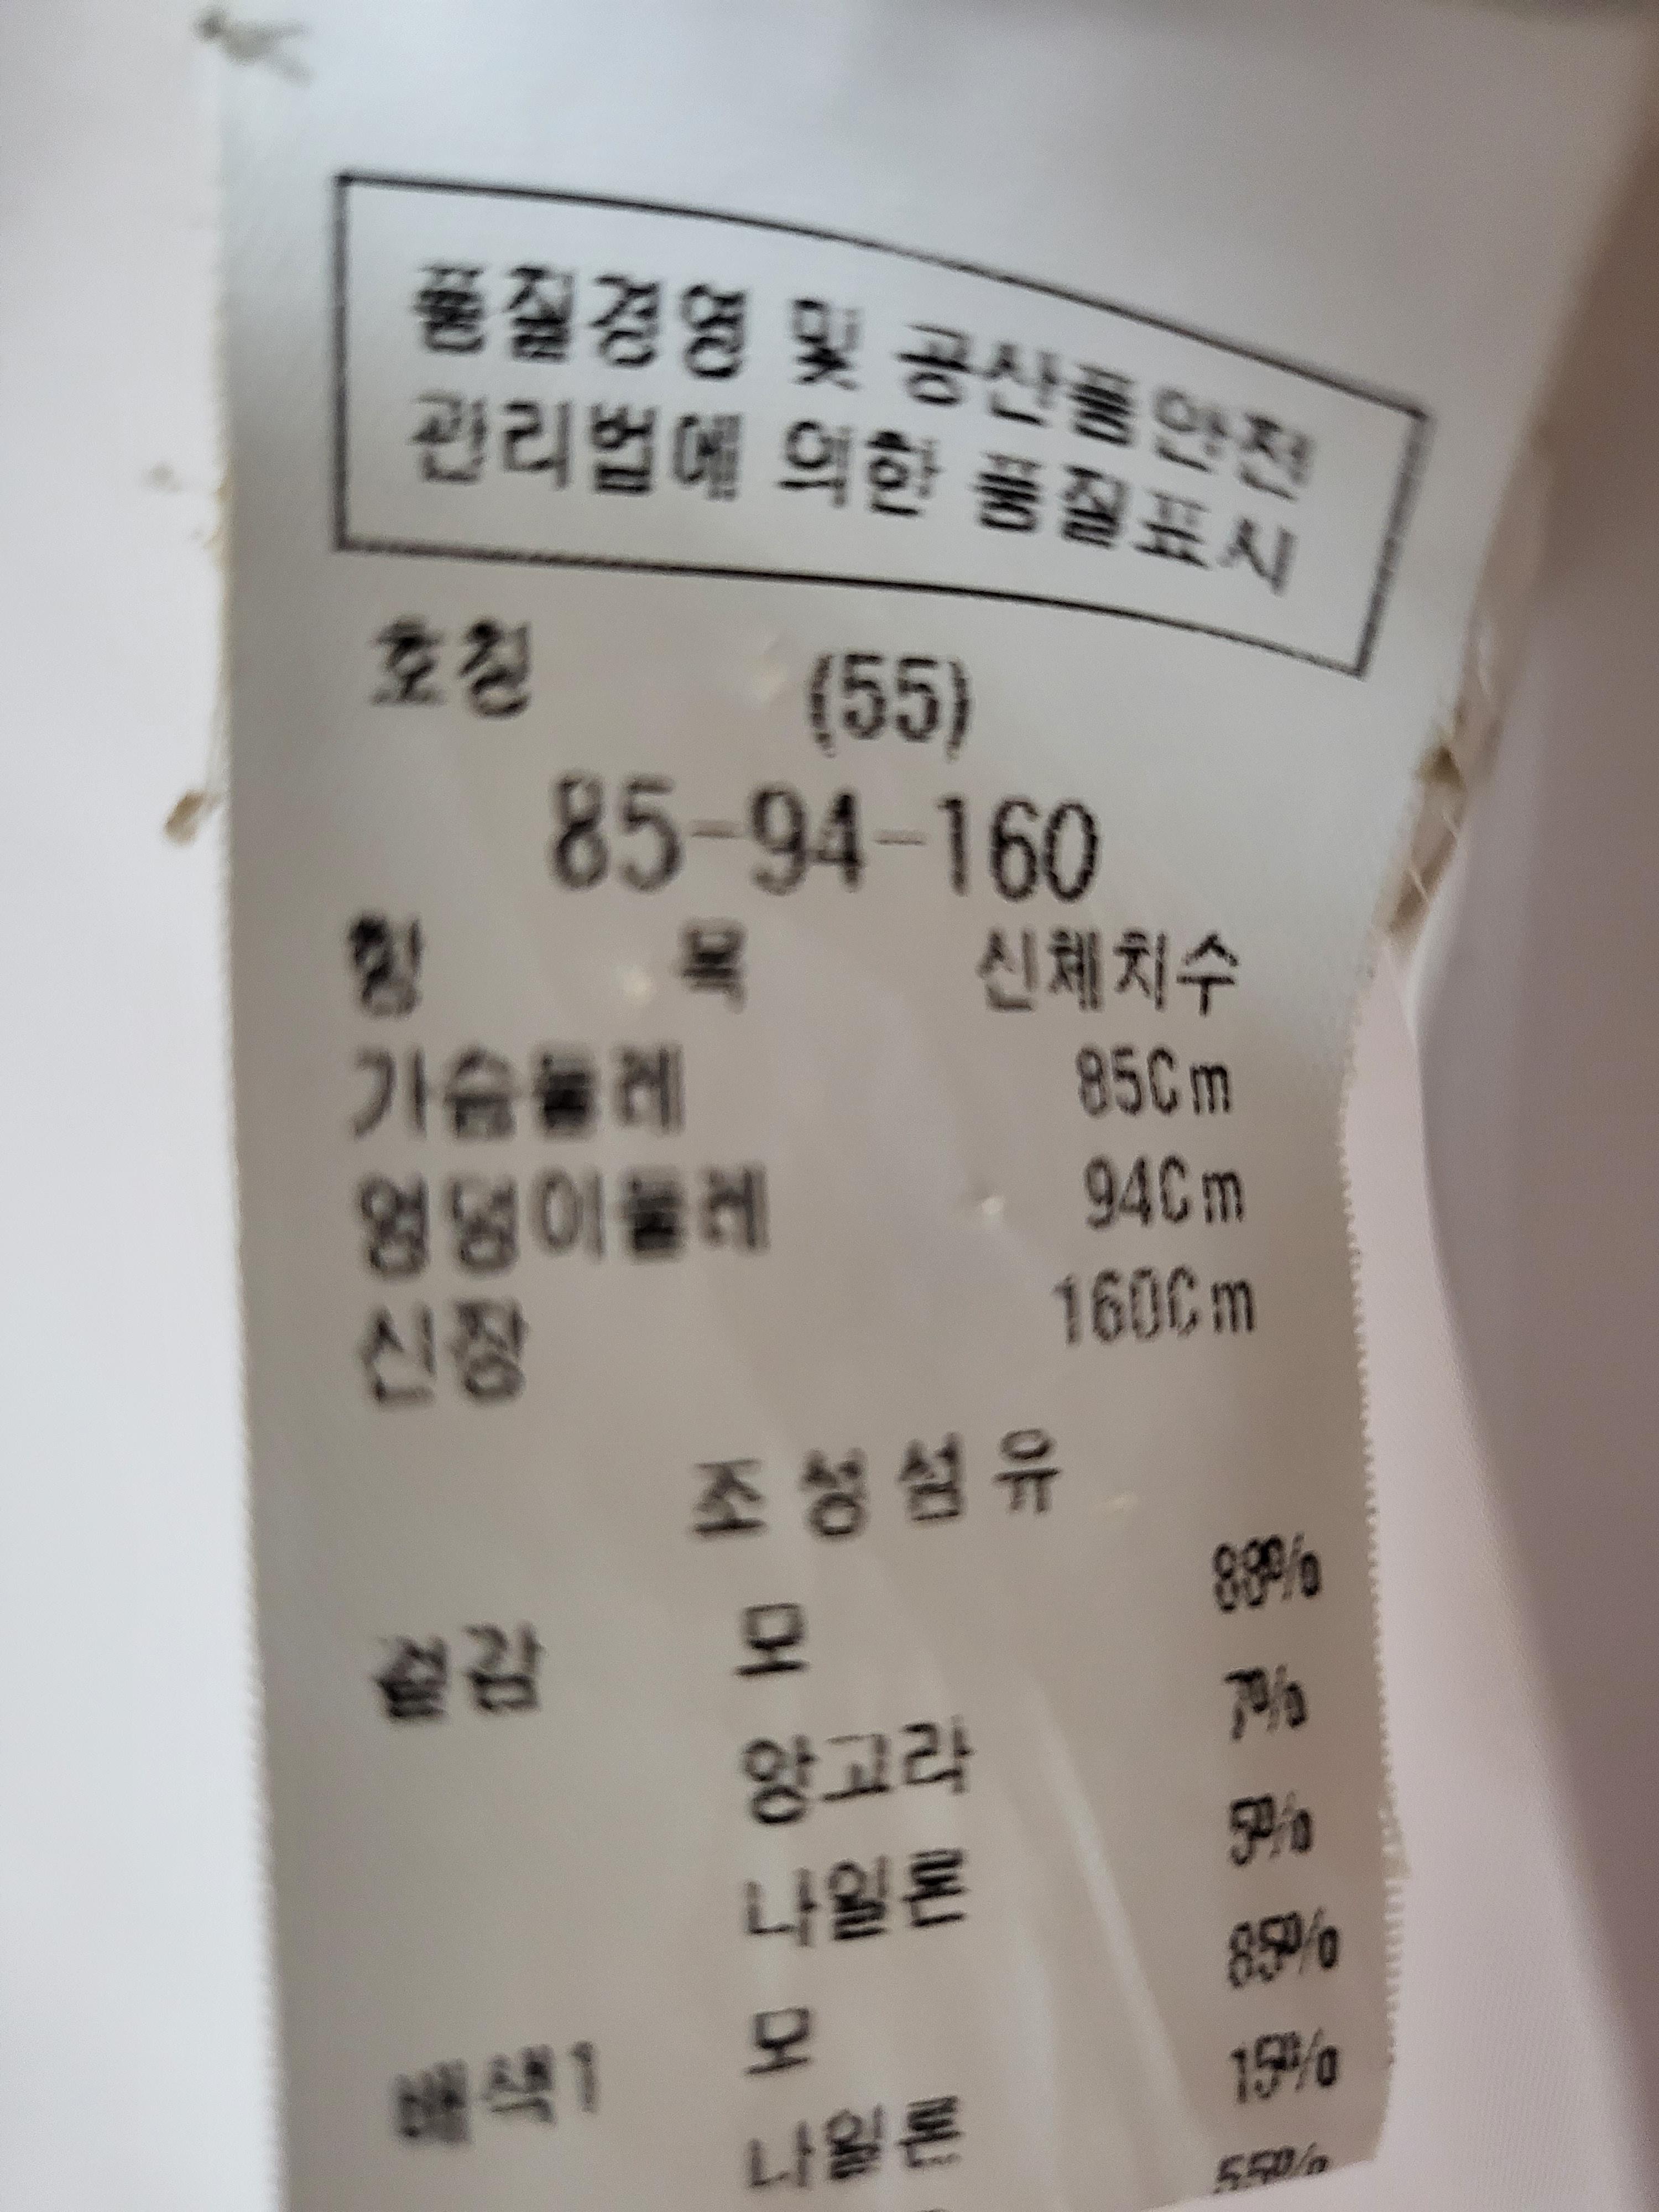 품질경영 및 공산품안전
관리법에 의한 품질표시
호칭 (55)
85-94-160
항 목 신체치수
가슴둘레 85Cm
엉덩이둘레 94Cm
신장 160Cm
조성섬유
겉감 모 88%
앙고라 7%
나일론 5%
배색1 모 85%
나일론 15%
55%